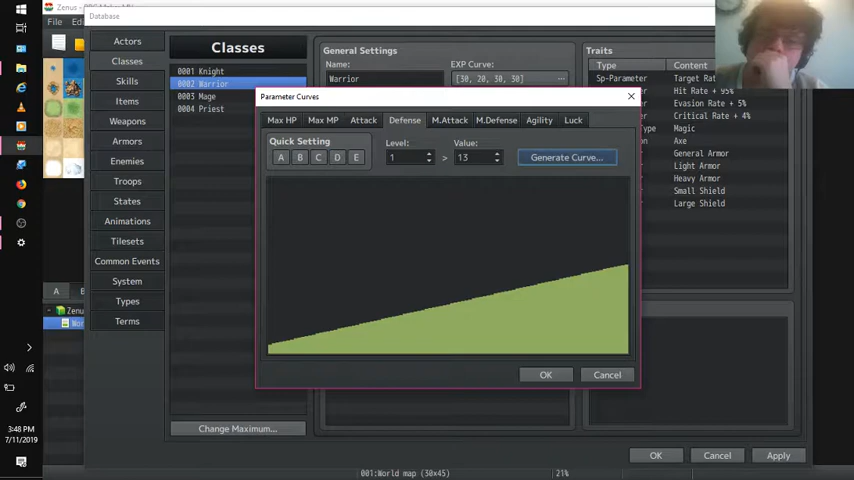 Zenus
Database
File
Actors
Classes
Skills
Items
Weapons
Armors
Enemies
Troops
States
Animations
Tilesets
Common Events
System
Types
Terms
Classes
0001 Knight
0002 Warrior
0003 Mage
0004 Priest
Change Maximum...
General Settings
Name:
Warrior
EXP Curve:
[30, 20, 30, 30] ...
Traits
Type Content
Sp-Parameter Target Rat
Hit Rate + 95%
Evasion Rate + 5%
Critical Rate + 4%
Magic
Axe
General Armor
Light Armor
Heavy Armor
Small Shield
Large Shield
Parameter Curves
Max HP Max MP Attack Defense M.Attack M.Defense Agility Luck
Quick Setting
A B C D E
Level:
1
>
Value:
13
Generate Curve...
OK Cancel
OK Cancel Apply
A
Zenus
001:World map (30x45) 21%
3:48 PM
7/11/2019